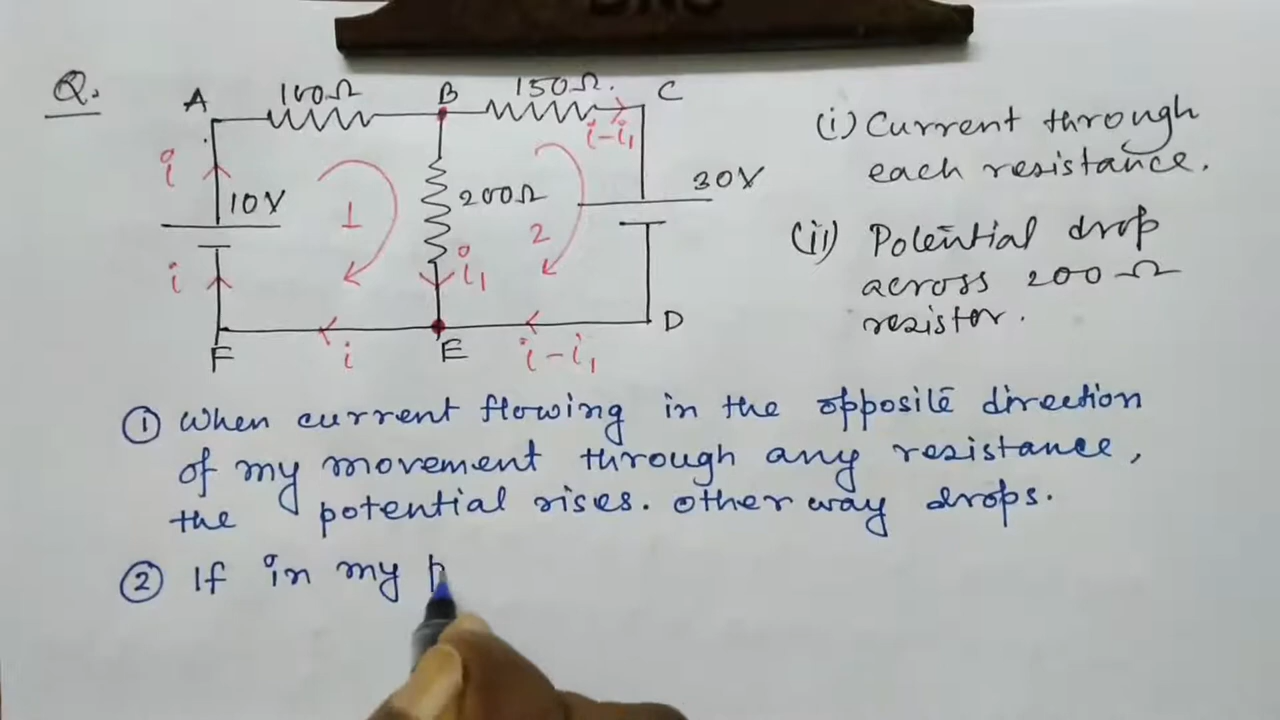 Q.
A 100Ω B 150Ω. C
i i-i₁
10V 1 200Ω 2 30V
i i₁
F i E i-i₁ D
(i) Current through
each resistance.
(ii) Potential drop
across 200Ω
resistor.
① When current flowing in the opposite direction
of my movement through any resistance,
the potential rises. Other way drops.
② If in my